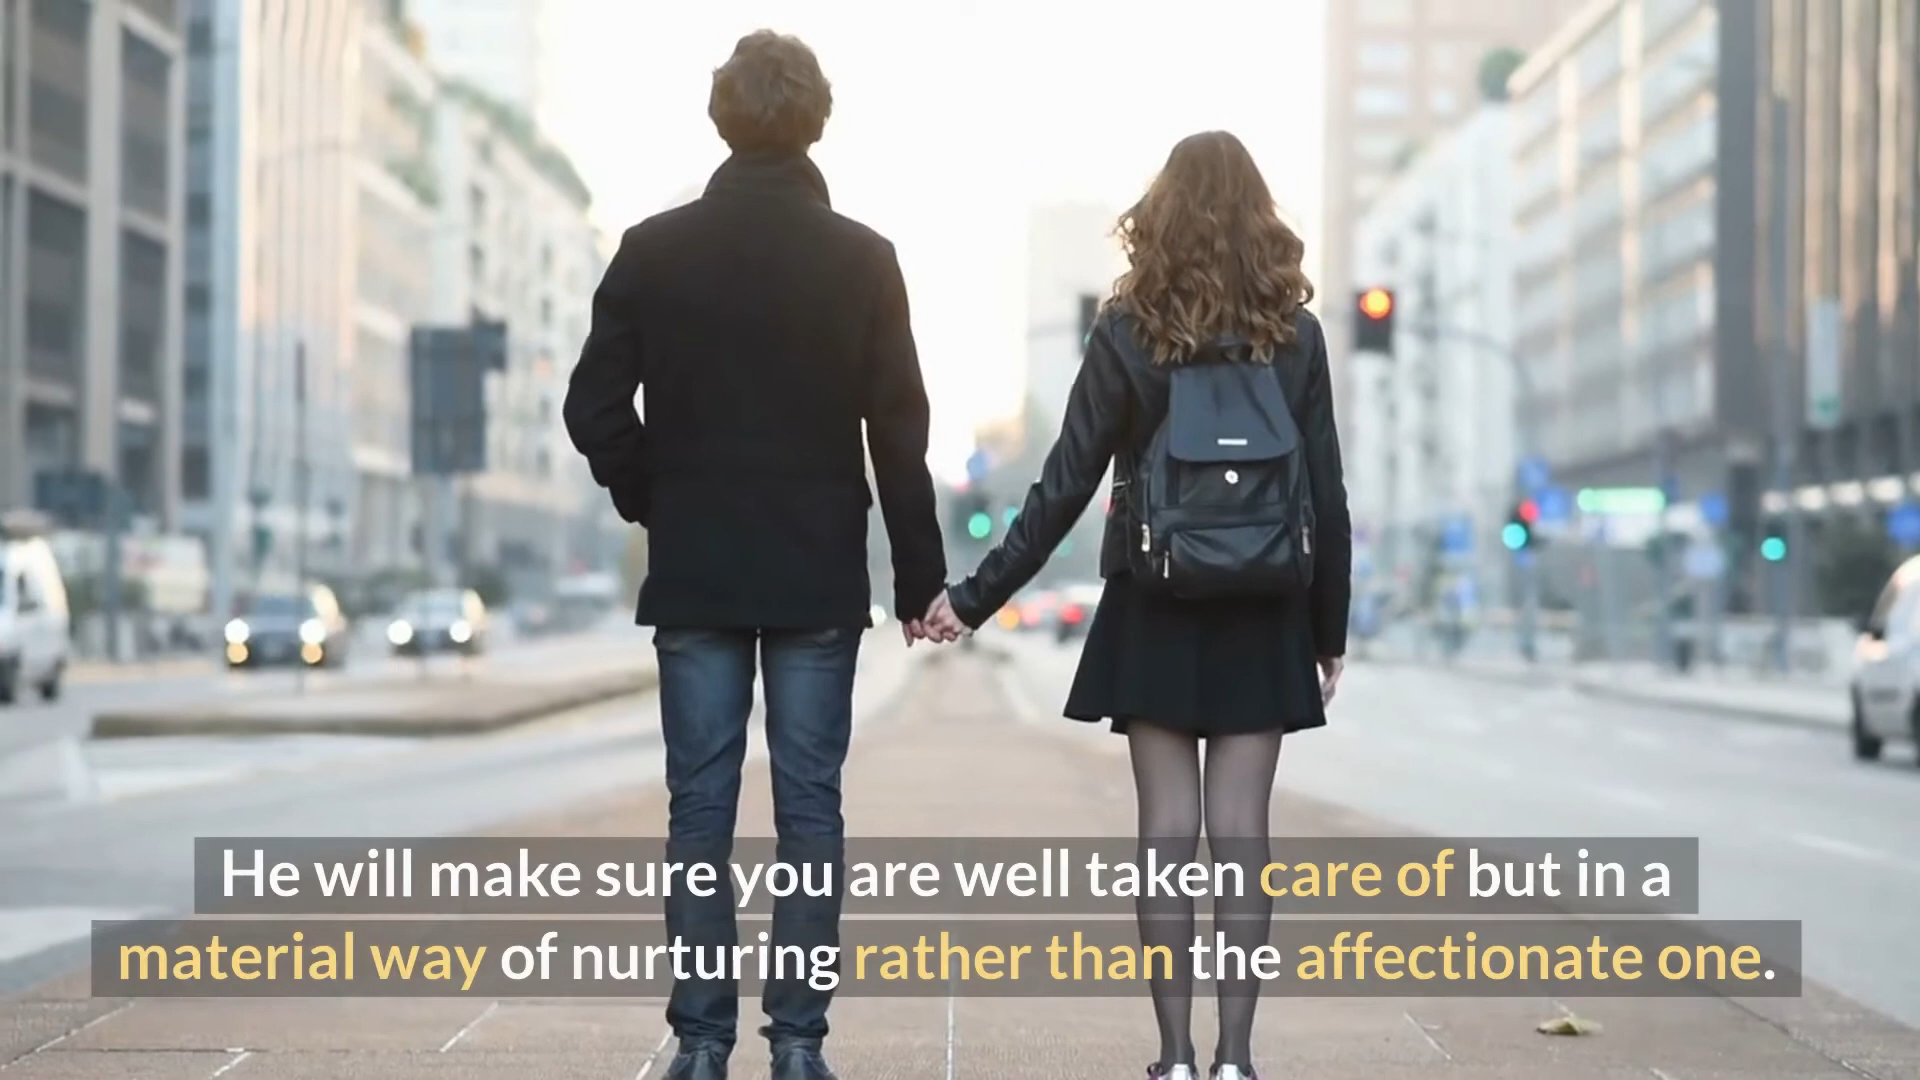 He will make sure you are well taken care of but in a
material way of nurturing rather than the affectionate one.